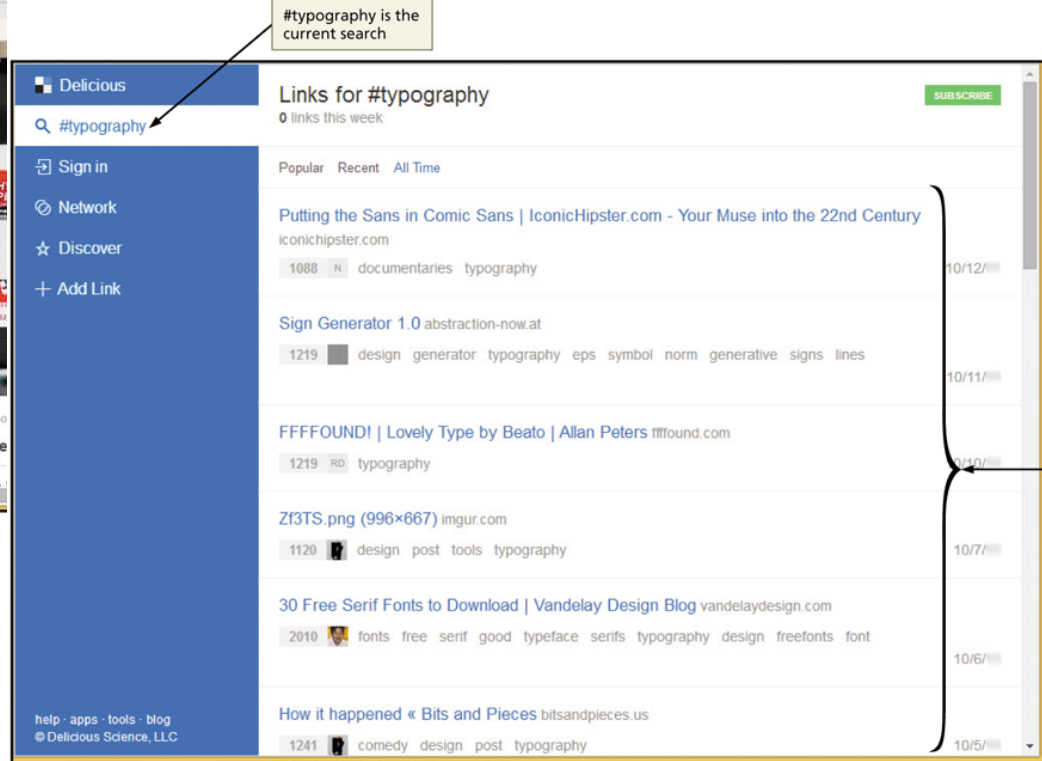 #typography is the
current search
Delicious
#typography
Sign in
Network
Discover
Add Link
help · apps · tools · blog
© Delicious Science, LLC
Links for #typography
SUBSCRIBE
0 links this week
Popular Recent All Time
Putting the Sans in Comic Sans | IconicHipster.com - Your Muse into the 22nd Century
iconichipster.com
1088 N documentaries typography
10/12/
Sign Generator 1.0 abstraction-now.at
1219 design generator typography eps symbol norm generative signs lines
10/11/
FFFFOUND! | Lovely Type by Beato | Allan Peters ffffound.com
1219 RD typography
0/10/
Zf3TS.png (996×667) imgur.com
1120 design post tools typography
10/7/
30 Free Serif Fonts to Download | Vandelay Design Blog vandelaydesign.com
2010 fonts free serif good typeface serifs typography design freefonts font
10/6/
How it happened « Bits and Pieces bitsandpieces.us
1241 comedy design post typography
10/5/